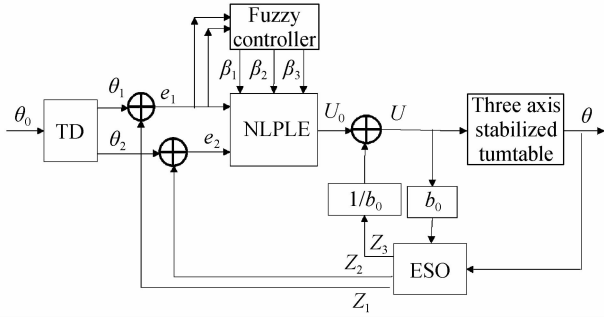 Fuzzy
controller
β1 β2 β3
θ0
TD
θ1
e1
θ2
e2
NLPLE
U0
U
Three axis
stabilized
tumtable
θ
1/b0
b0
Z3
Z2
Z1
ESO